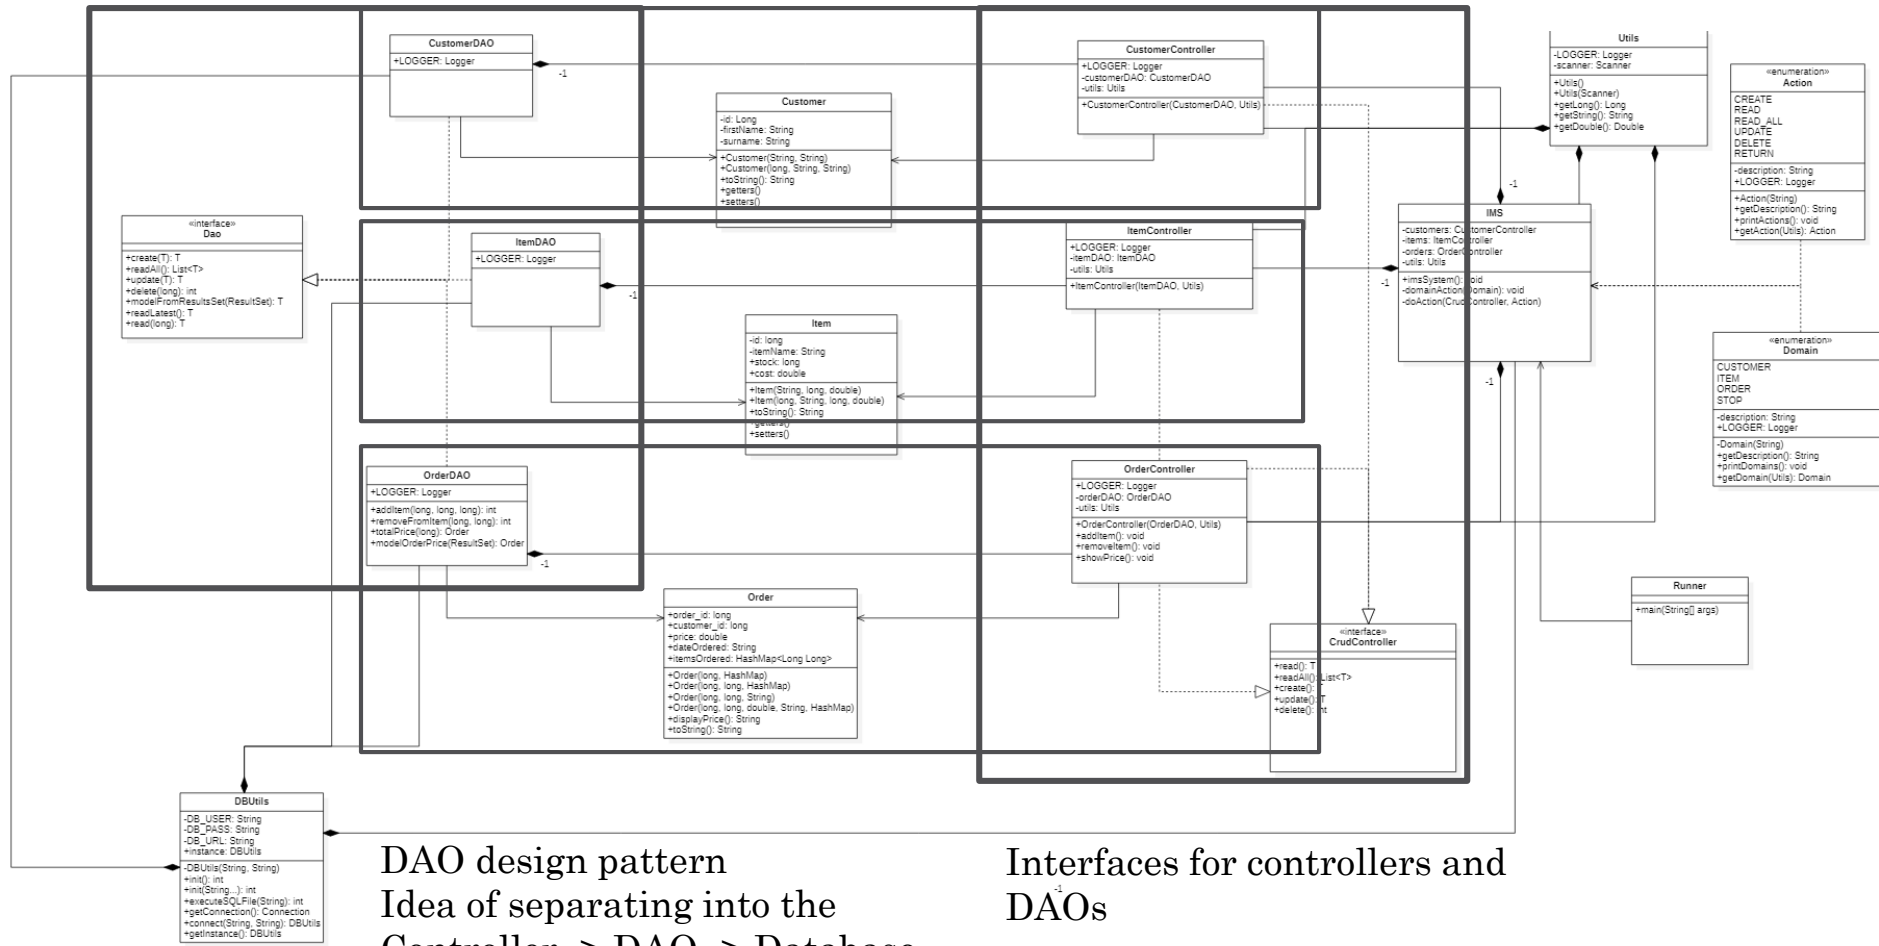 CustomerDAO
+LOGGER: Logger
-1
Customer
-id: Long
-firstName: String
-surname: String
+Customer(String, String)
+Customer(long, String, String)
+toString(): String
+getters()
+setters()
CustomerController
+LOGGER: Logger
-customerDAO: CustomerDAO
-utils: Utils
+CustomerController(CustomerDAO, Utils)
Utils
-LOGGER: Logger
-scanner: Scanner
+Utils()
+Utils(Scanner)
+getLong(): Long
+getString(): String
+getDouble(): Double
«enumeration»
Action
CREATE
READ
READ_ALL
UPDATE
DELETE
RETURN
-description: String
+LOGGER: Logger
+Action(String)
+getDescription(): String
+printActions(): void
+getAction(Utils): Action
«interface»
Dao
+create(T): T
+readAll(): List<T>
+update(T): T
+delete(long): int
+modelFromResultsSet(ResultSet): T
+readLatest(): T
+read(long): T
ItemDAO
+LOGGER: Logger
-1
Item
-id: long
-itemName: String
+stock: long
+cost: double
+Item(String, long, double)
+Item(long, String, long, double)
+toString(): String
+getters()
+setters()
ItemController
+LOGGER: Logger
-itemDAO: ItemDAO
-utils: Utils
+ItemController(ItemDAO, Utils)
-1
-1
IMS
-customers: CustomerController
-items: ItemController
-orders: OrderController
-utils: Utils
+imsSystem(): void
-domainAction(Domain): void
-doAction(CrudController, Action)
-1
«enumeration»
Domain
CUSTOMER
ITEM
ORDER
STOP
-description: String
+LOGGER: Logger
-Domain(String)
+getDescription(): String
+printDomains(): void
+getDomain(Utils): Domain
OrderDAO
+LOGGER: Logger
+addItem(long, long, long): int
+removeFromItem(long, long): int
+totalPrice(long): Order
+modelOrderPrice(ResultSet): Order
-1
Order
+order_id: long
+customer_id: long
+price: double
+dateOrdered: String
+itemsOrdered: HashMap<Long Long>
+Order(long, HashMap)
+Order(long, long, HashMap)
+Order(long, long, String)
+Order(long, long, double, String, HashMap)
+displayPrice(): String
+toString(): String
OrderController
+LOGGER: Logger
-orderDAO: OrderDAO
-utils: Utils
+OrderController(OrderDAO, Utils)
+addItem(): void
+removeItem(): void
+showPrice(): void
«interface»
CrudController
+read(): T
+readAll(): List<T>
+create(): T
+update(): T
+delete(): int
Runner
+main(String[] args)
DBUtils
-DB_USER: String
-DB_PASS: String
-DB_URL: String
+instance: DBUtils
-DBUtils(String, String)
+init(): int
+init(String...): int
+executeSQLFile(String): int
+getConnection(): Connection
+connect(String, String): DBUtils
+getInstance(): DBUtils
DAO design pattern
Idea of separating into the
Controller -> DAO -> Database
Interfaces for controllers and
DAOs
-1